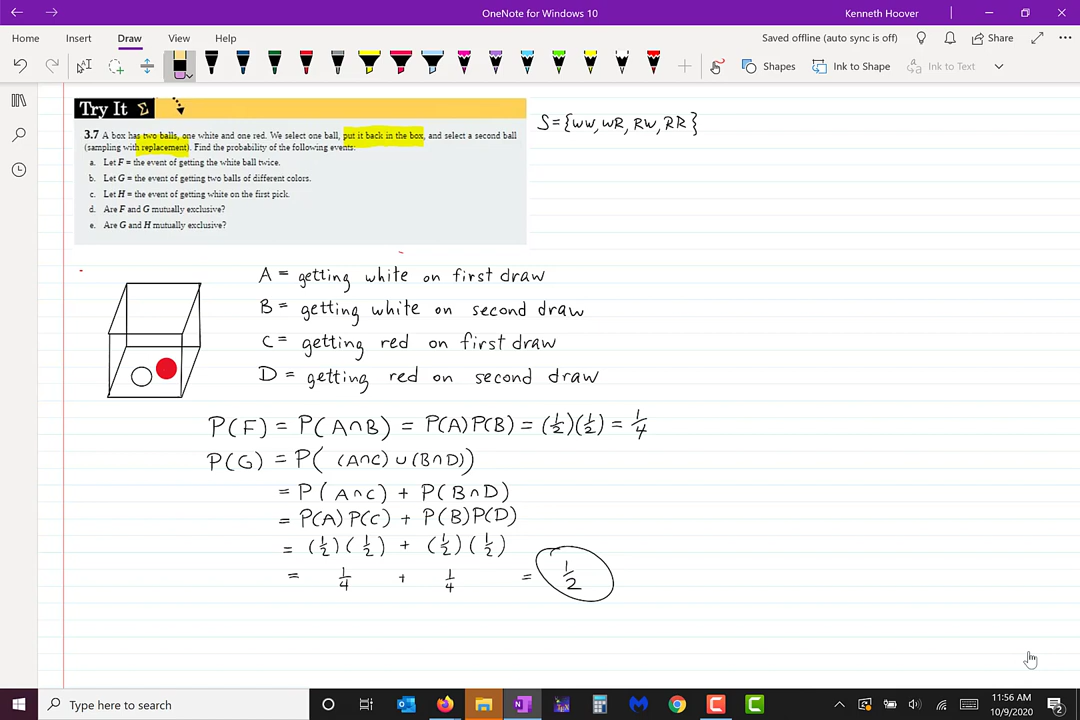 OneNote for Windows 10
Kenneth Hoover
Home Insert Draw View Help
Saved offline (auto sync is off)
Share
Shapes
Ink to Shape
Ink to Text
Try It Σ
3.7 A box has two balls, one white and one red. We select one ball, put it back in the box, and select a second ball
(sampling with replacement). Find the probability of the following events:
a. Let F = the event of getting the white ball twice.
b. Let G = the event of getting two balls of different colors.
c. Let H = the event of getting white on the first pick.
d. Are F and G mutually exclusive?
e. Are G and H mutually exclusive?
S={WW,WR,RW,RR}
A = getting white on first draw
B = getting white on second draw
C = getting red on first draw
D = getting red on second draw
P(F) = P(A∩B) = P(A)P(B) = (1/2)(1/2) = 1/4
P(G) = P((A∩C) ∪ (B∩D))
= P(A∩C) + P(B∩D)
= P(A)P(C) + P(B)P(D)
= (1/2)(1/2) + (1/2)(1/2)
= 1/4 + 1/4 = 1/2
Type here to search
11:56 AM
10/9/2020
2